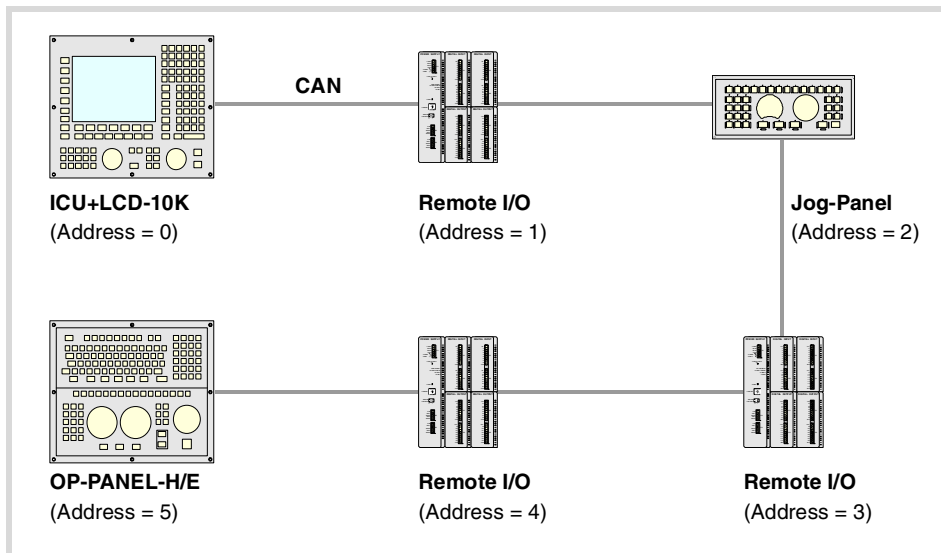 CAN
ICU+LCD-10K
(Address = 0)
Remote I/O
(Address = 1)
Jog-Panel
(Address = 2)
OP-PANEL-H/E
(Address = 5)
Remote I/O
(Address = 4)
Remote I/O
(Address = 3)